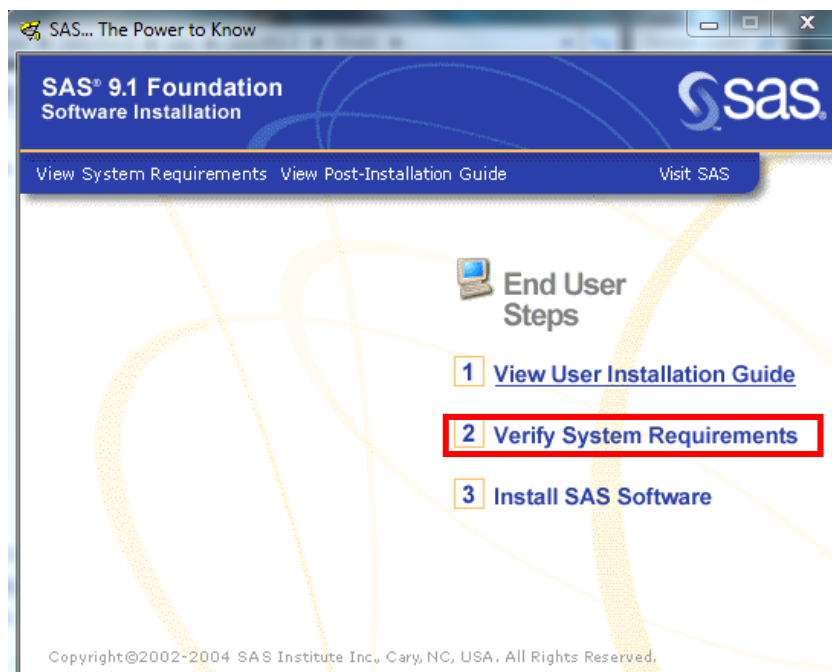 SAS... The Power to Know
SAS® 9.1 Foundation
Software Installation
sas.
View System Requirements View Post-Installation Guide Visit SAS
End User
Steps
1 View User Installation Guide
2 Verify System Requirements
3 Install SAS Software
Copyright©2002-2004 SAS Institute Inc., Cary, NC, USA. All Rights Reserved.